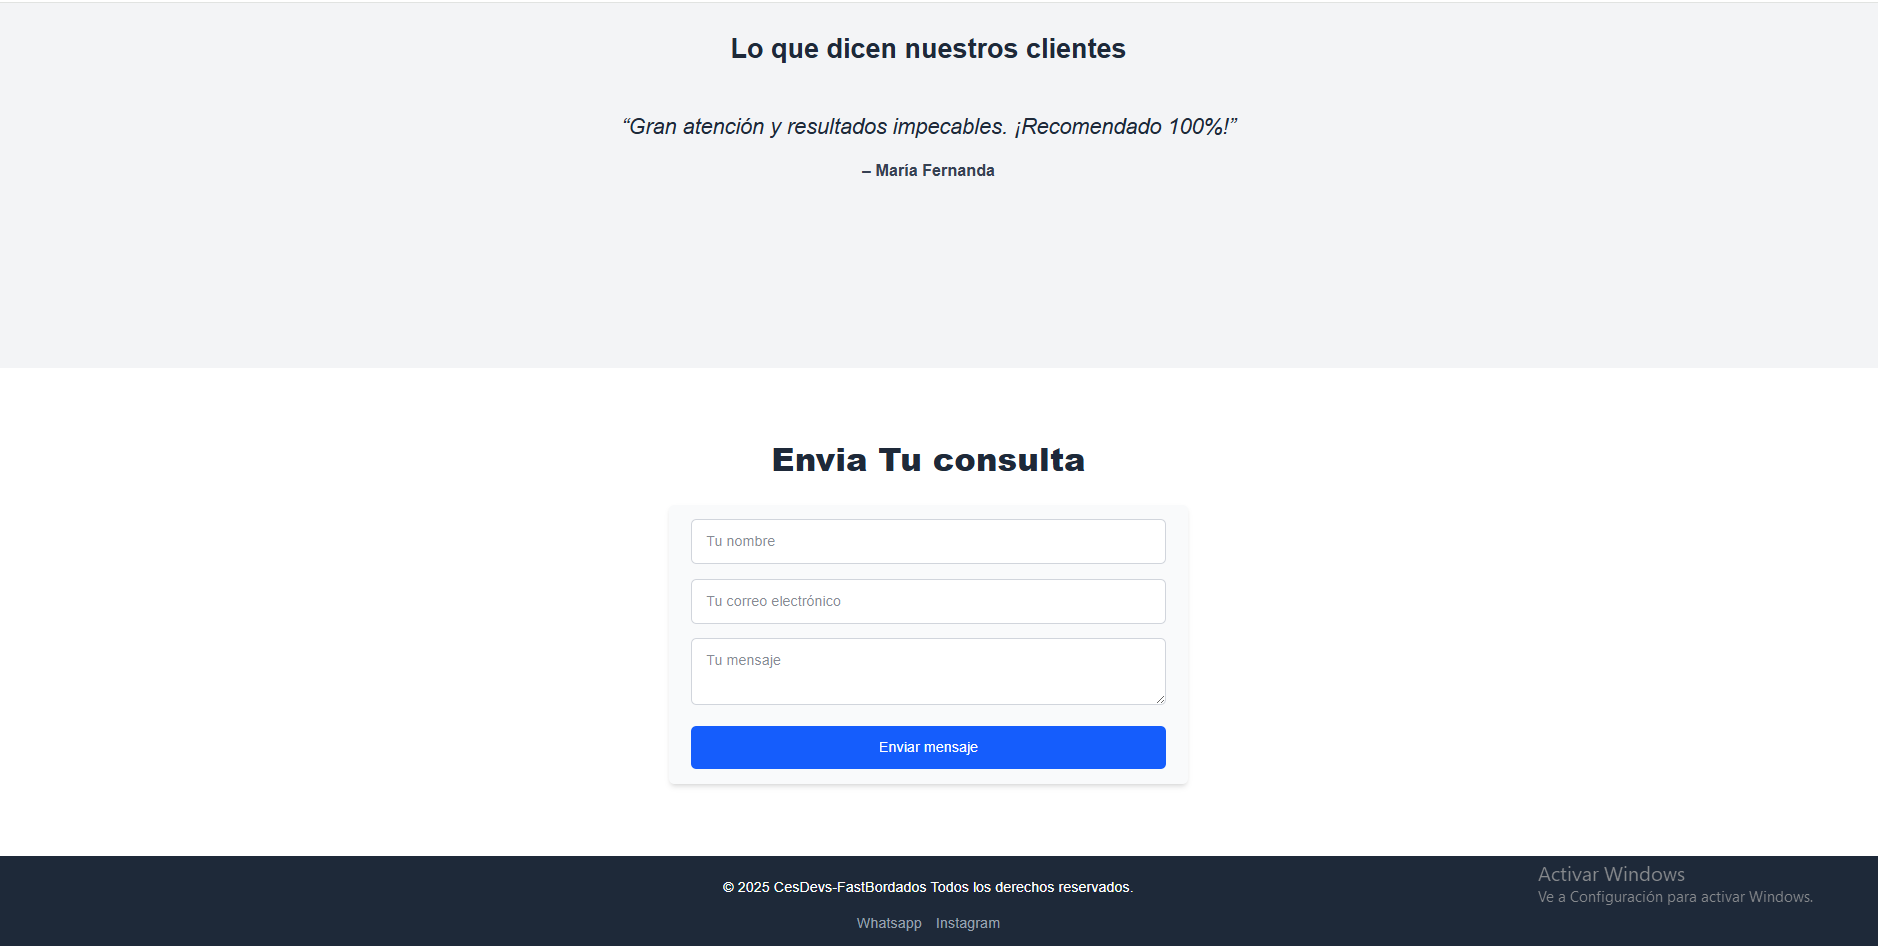 Lo que dicen nuestros clientes
“Gran atención y resultados impecables. ¡Recomendado 100%!”
– María Fernanda
Envia Tu consulta
Tu nombre
Tu correo electrónico
Tu mensaje
Enviar mensaje
© 2025 CesDevs-FastBordados Todos los derechos reservados.
Whatsapp Instagram
Activar Windows
Ve a Configuración para activar Windows.